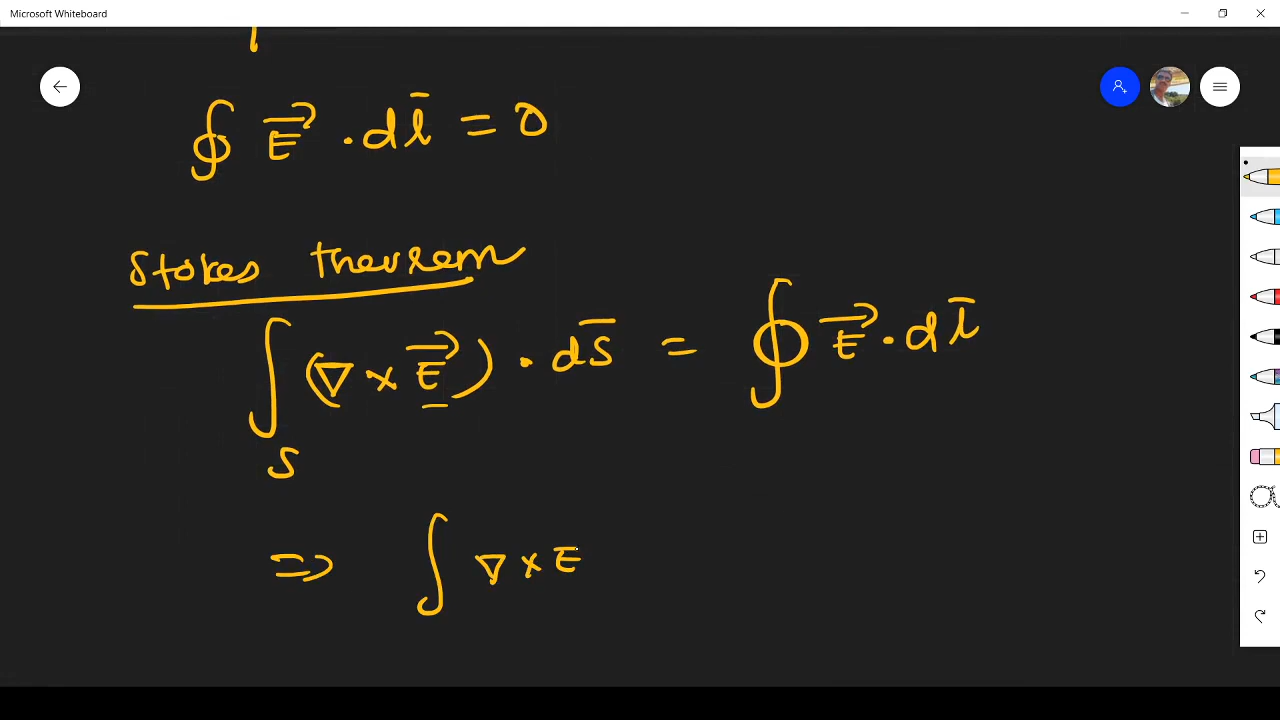 Microsoft Whiteboard
∮ E⃗ · dl̅ = 0
Stokes theorem
∫ (∇ × E⃗) · dS̅ = ∮ E⃗ · dl̅
S
⇒ ∫ ∇ × E